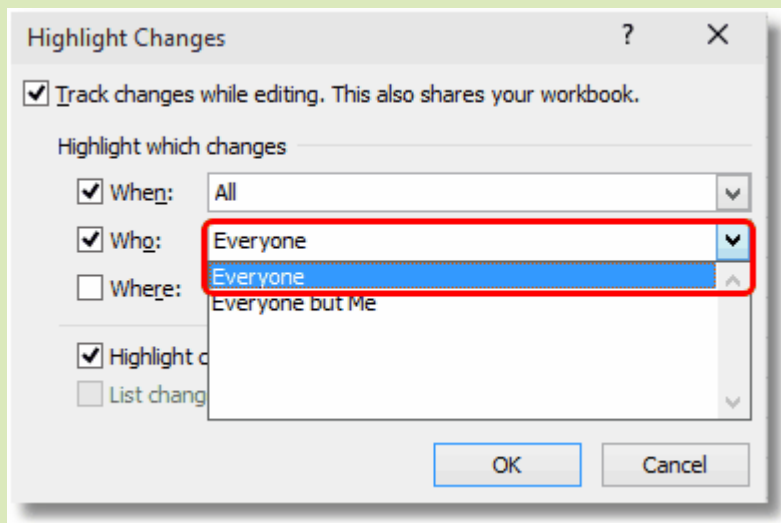 Highlight Changes ? X
Track changes while editing. This also shares your workbook.
Highlight which changes
When: All
Who: Everyone
Everyone
Where:
Everyone but Me
Highlight
List
OK Cancel